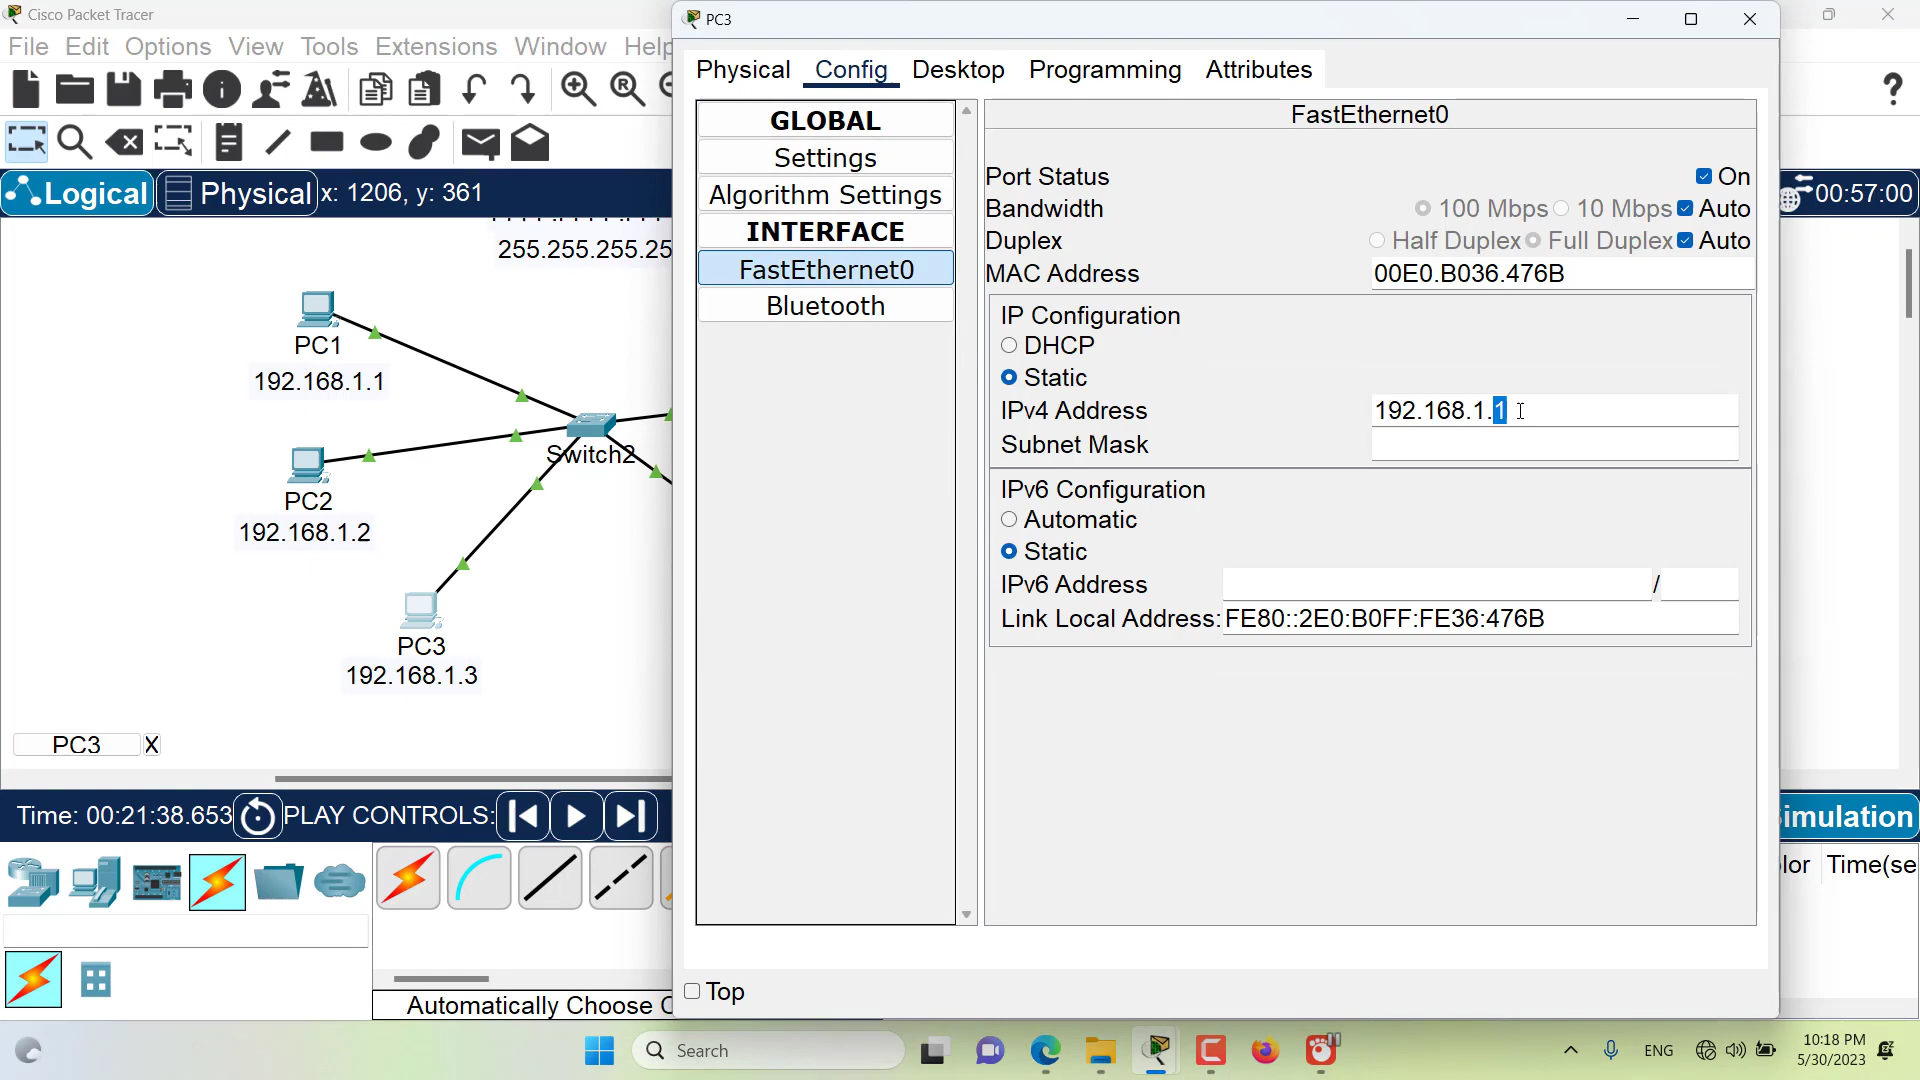 Cisco Packet Tracer
File Edit Options View Tools Extensions Window Help
Logical
Physical
x: 1206, y: 361
255.255.255.25
PC1
192.168.1.1
PC2
192.168.1.2
Switch2
PC3
192.168.1.3
PC3 X
Time: 00:21:38.653
PLAY CONTROLS:
Automatically Choose C
PC3
Physical Config Desktop Programming Attributes
GLOBAL
Settings
Algorithm Settings
INTERFACE
FastEthernet0
Bluetooth
FastEthernet0
Port Status On
Bandwidth 100 Mbps 10 Mbps Auto
Duplex Half Duplex Full Duplex Auto
MAC Address 00E0.B036.476B
IP Configuration
DHCP
Static
IPv4 Address 192.168.1.1
Subnet Mask
IPv6 Configuration
Automatic
Static
IPv6 Address /
Link Local Address: FE80::2E0:B0FF:FE36:476B
Top
?
00:57:00
imulation
lor Time(se
Search
ENG
10:18 PM
5/30/2023